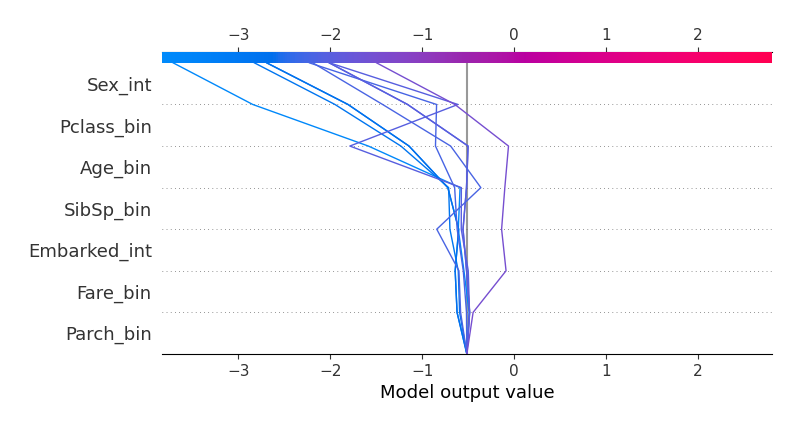 −3 −2 −1 0 1 2
Sex_int
Pclass_bin
Age_bin
SibSp_bin
Embarked_int
Fare_bin
Parch_bin
−3 −2 −1 0 1 2
Model output value